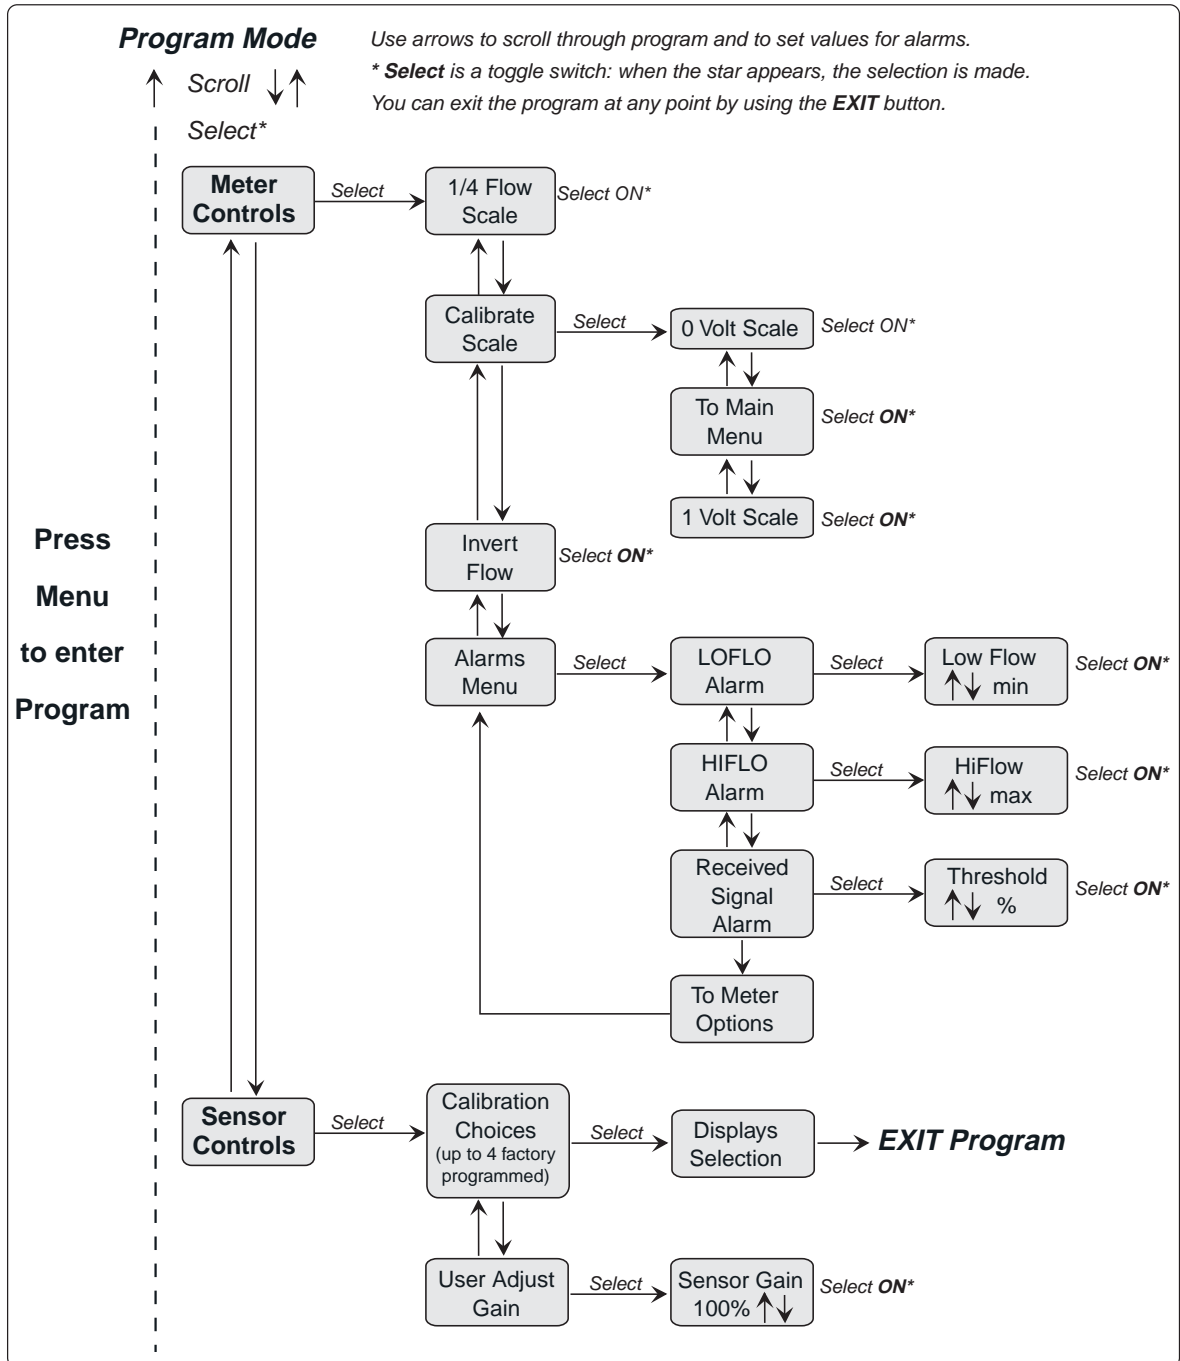 Program Mode
Scroll
Select*
Use arrows to scroll through program and to set values for alarms.
* Select is a toggle switch: when the star appears, the selection is made.
You can exit the program at any point by using the EXIT button.
Press
Menu
to enter
Program
Meter
Controls
Select
1/4 Flow
Scale
Select ON*
Calibrate
Scale
Select
0 Volt Scale
Select ON*
To Main
Menu
Select ON*
1 Volt Scale
Select ON*
Invert
Flow
Select ON*
Alarms
Menu
Select
LOFLO
Alarm
Select
Low Flow
↑↓ min
Select ON*
HIFLO
Alarm
Select
HiFlow
↑↓ max
Select ON*
Received
Signal
Alarm
Select
Threshold
↑↓ %
Select ON*
To Meter
Options
Sensor
Controls
Select
Calibration
Choices
(up to 4 factory
programmed)
Select
Displays
Selection
EXIT Program
User Adjust
Gain
Select
Sensor Gain
100% ↑↓
Select ON*